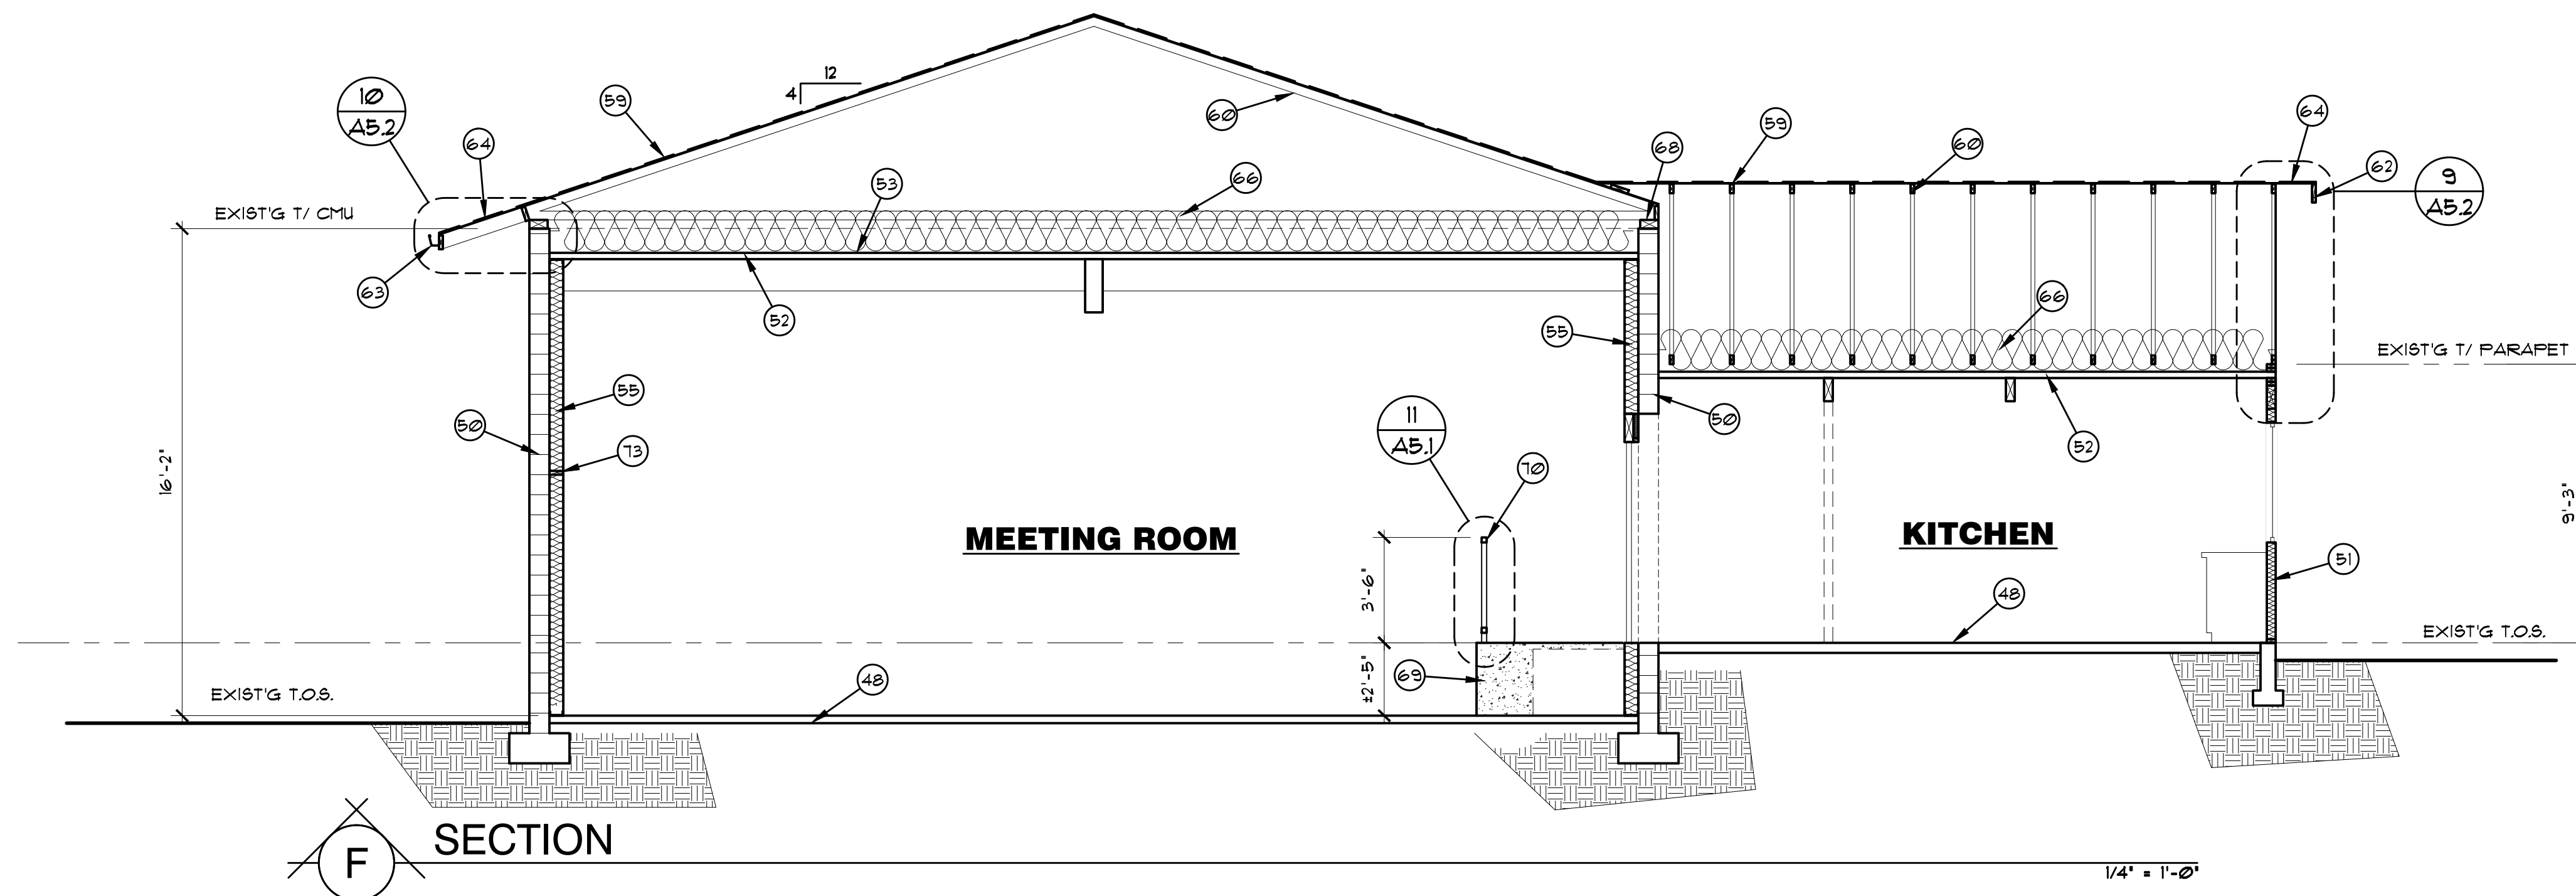 12
4
10
A5.2
59
64
60
59
60
64
68
62
9
A5.2
53
66
EXIST'G T/ CMU
63
52
55
66
EXIST'G T/ PARAPET
55
50
73
11
A5.1
50
52
70
16'-2"
9'-3"
MEETING ROOM
KITCHEN
51
3'-6"
48
EXIST'G T.O.S.
EXIST'G T.O.S.
48
±2'-5"
69
F
SECTION
1/4" = 1'-0"